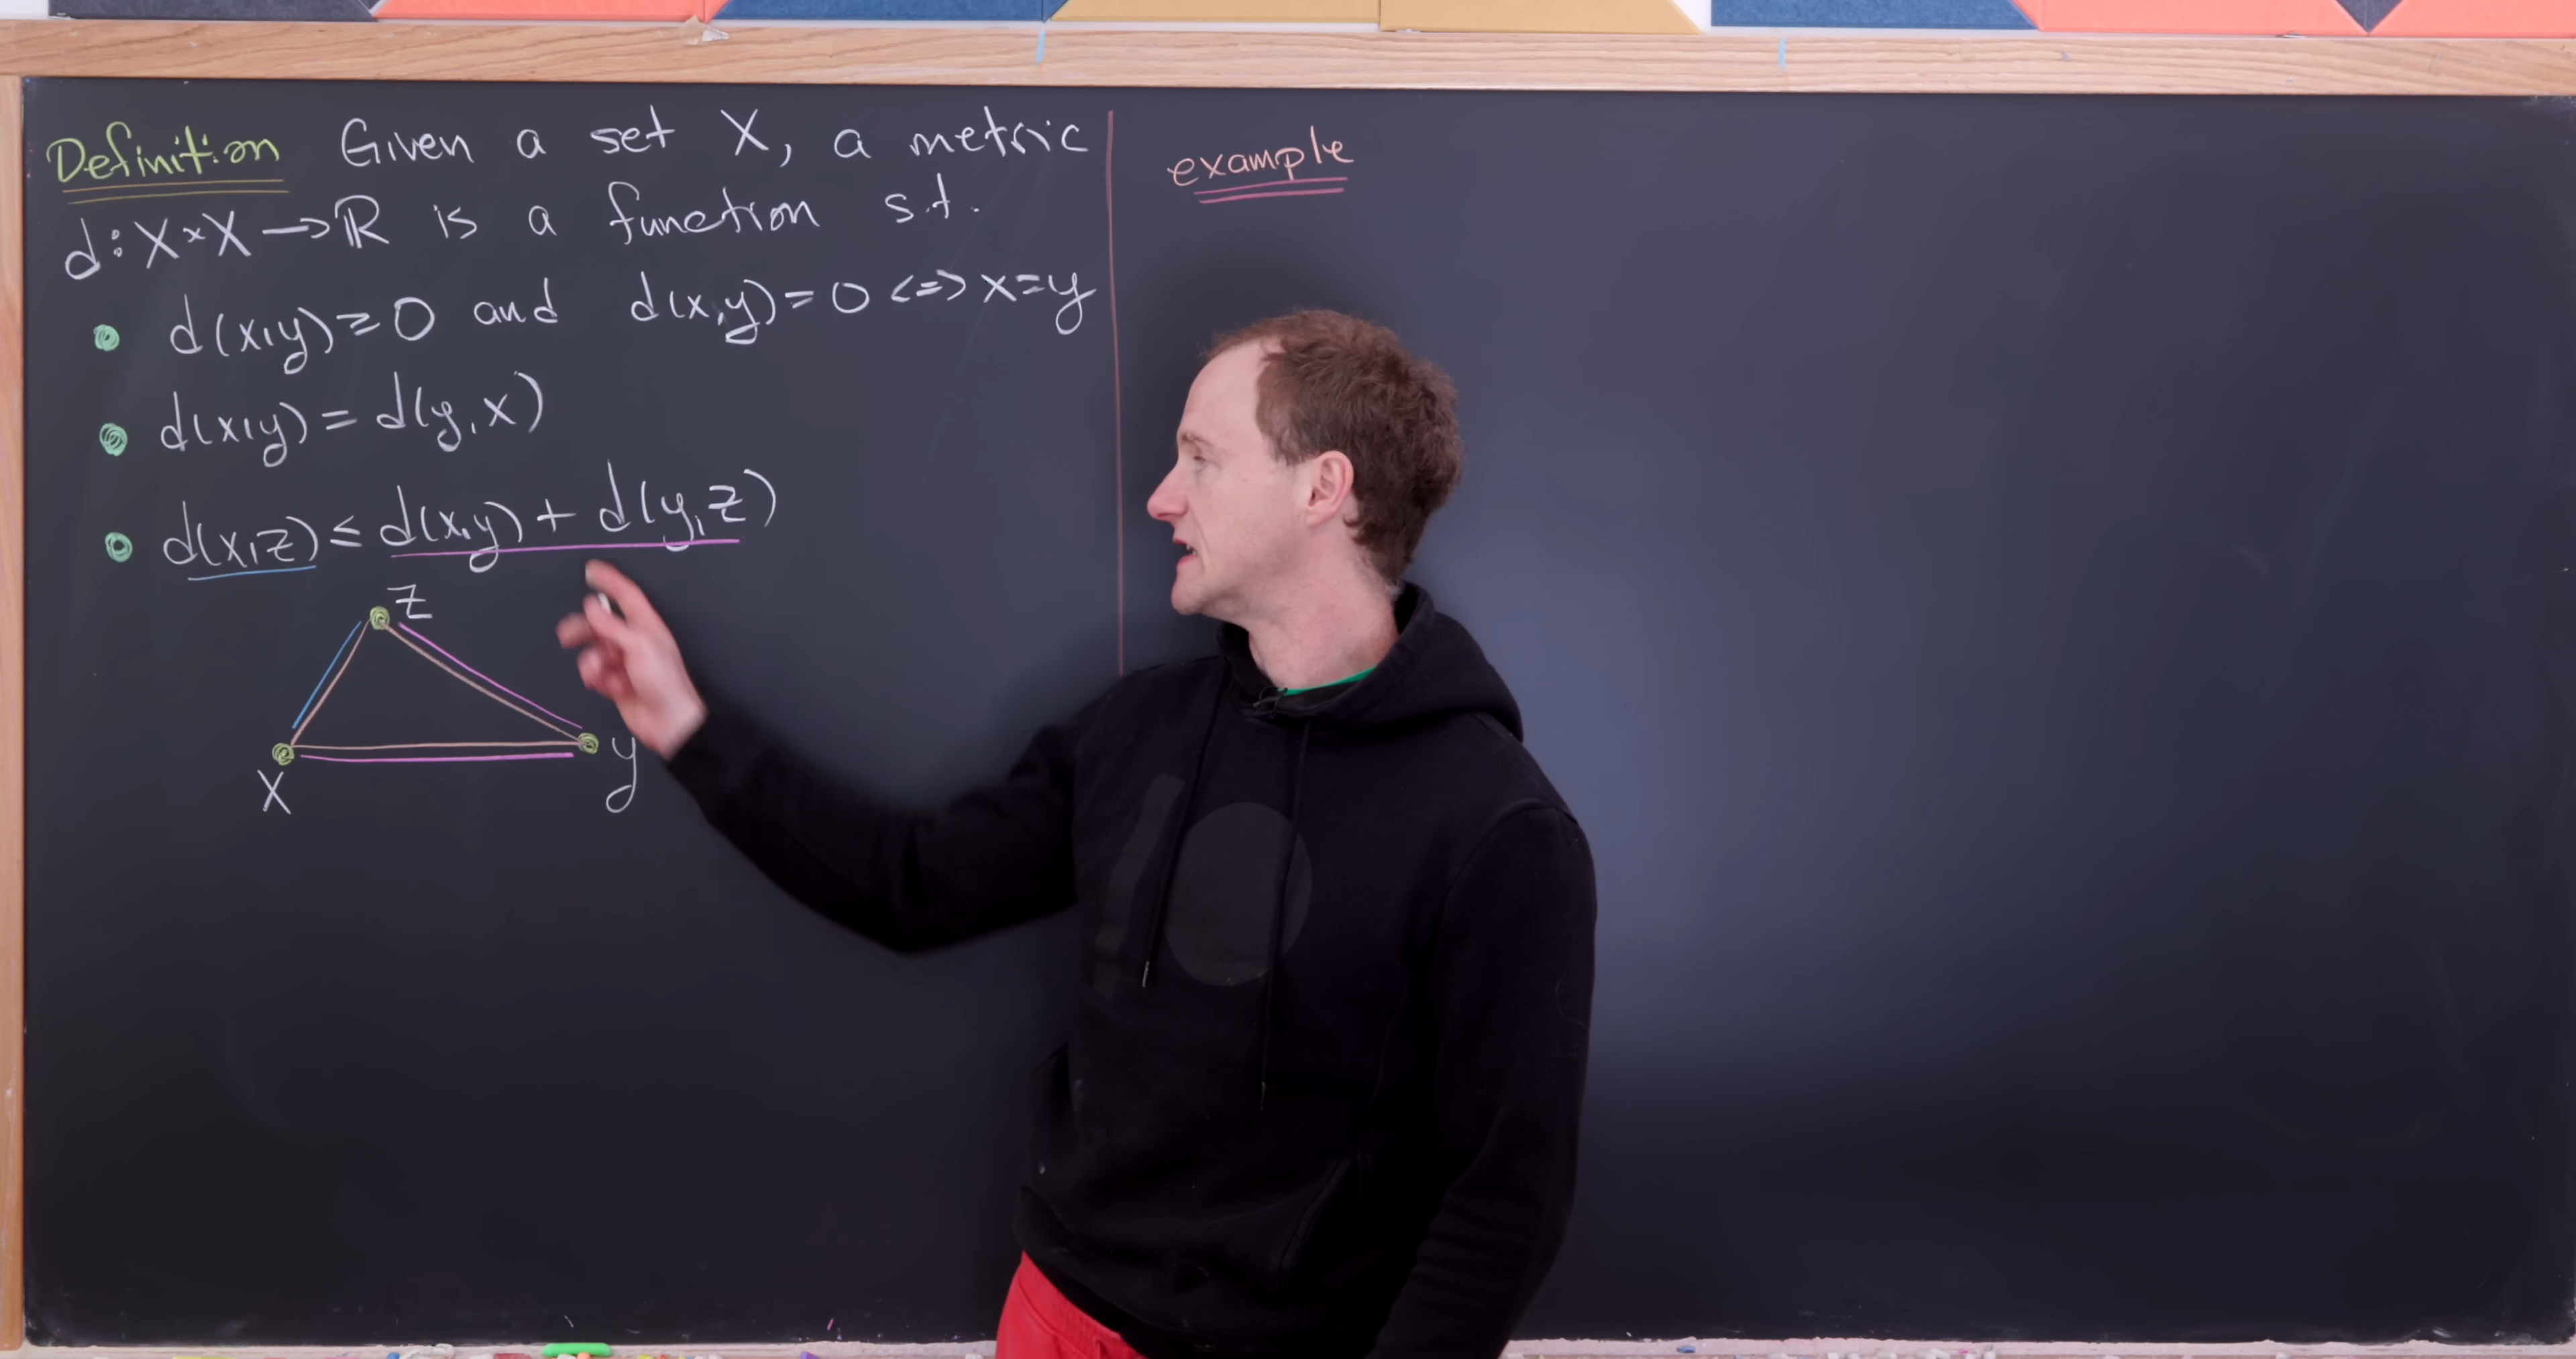 Definition Given a set X, a metric
d: X×X → ℝ is a function s.t.
• d(x,y) ≥ 0 and d(x,y) = 0 <=> x=y
• d(x,y) = d(y,x)
• d(x,z) ≤ d(x,y) + d(y,z)
z
x
y
example